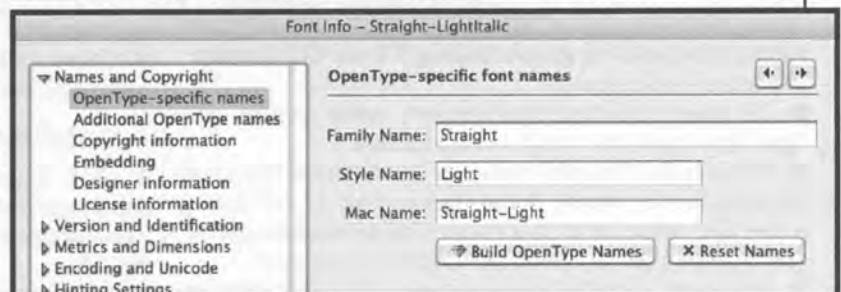 Font Info – Straight-LightItalic
Names and Copyright
OpenType-specific names
Additional OpenType names
Copyright information
Embedding
Designer information
License information
Version and Identification
Metrics and Dimensions
Encoding and Unicode
Hinting Settings
OpenType-specific font names
Family Name: Straight
Style Name: Light
Mac Name: Straight-Light
Build OpenType Names
Reset Names